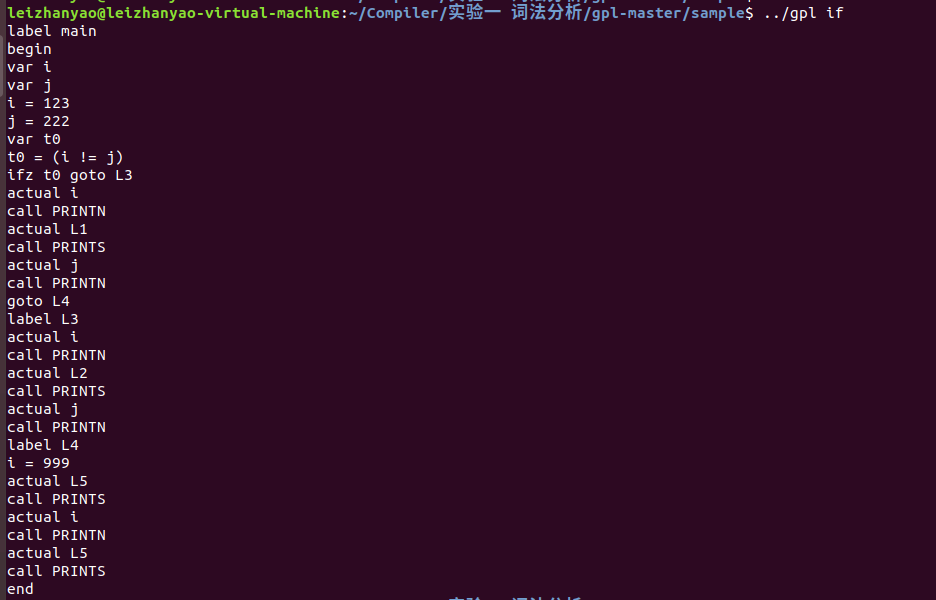 leizhanyao@leizhanyao-virtual-machine:~/Compiler/实验一 词法分析/gpl-master/sample$ ../gpl if
label main
begin
var i
var j
i = 123
j = 222
var t0
t0 = (i != j)
ifz t0 goto L3
actual i
call PRINTN
actual L1
call PRINTS
actual j
call PRINTN
goto L4
label L3
actual i
call PRINTN
actual L2
call PRINTS
actual j
call PRINTN
label L4
i = 999
actual L5
call PRINTS
actual i
call PRINTN
actual L5
call PRINTS
end